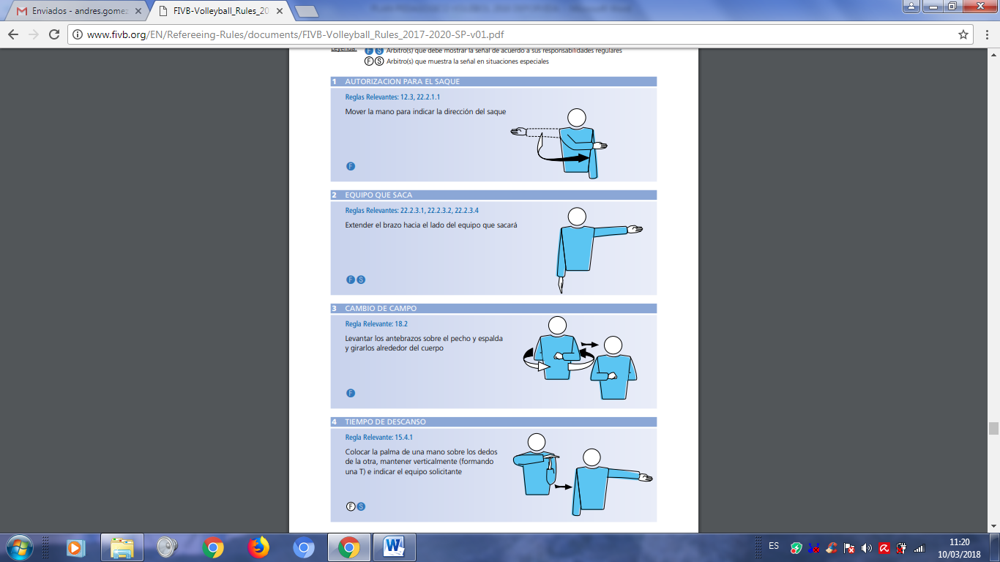 Enviados - andres.gomez
FIVB-Volleyball_Rules_20
www.fivb.org/EN/Refereeing-Rules/documents/FIVB-Volleyball_Rules_2017-2020-SP-v01.pdf
Leyenda: F S Árbitro(s) que debe mostrar la señal de acuerdo a sus responsabilidades regulares
F S Árbitro(s) que muestra la señal en situaciones especiales
1 AUTORIZACION PARA EL SAQUE
Reglas Relevantes: 12.3, 22.2.1.1
Mover la mano para indicar la dirección del saque
F
2 EQUIPO QUE SACA
Reglas Relevantes: 22.2.3.1, 22.2.3.2, 22.2.3.4
Extender el brazo hacia el lado del equipo que sacará
F S
3 CAMBIO DE CAMPO
Regla Relevante: 18.2
Levantar los antebrazos sobre el pecho y espalda
y girarlos alrededor del cuerpo
F
4 TIEMPO DE DESCANSO
Regla Relevante: 15.4.1
Colocar la palma de una mano sobre los dedos
de la otra, mantener verticalmente (formando
una T) e indicar el equipo solicitante
F S
ES
11:20
10/03/2018